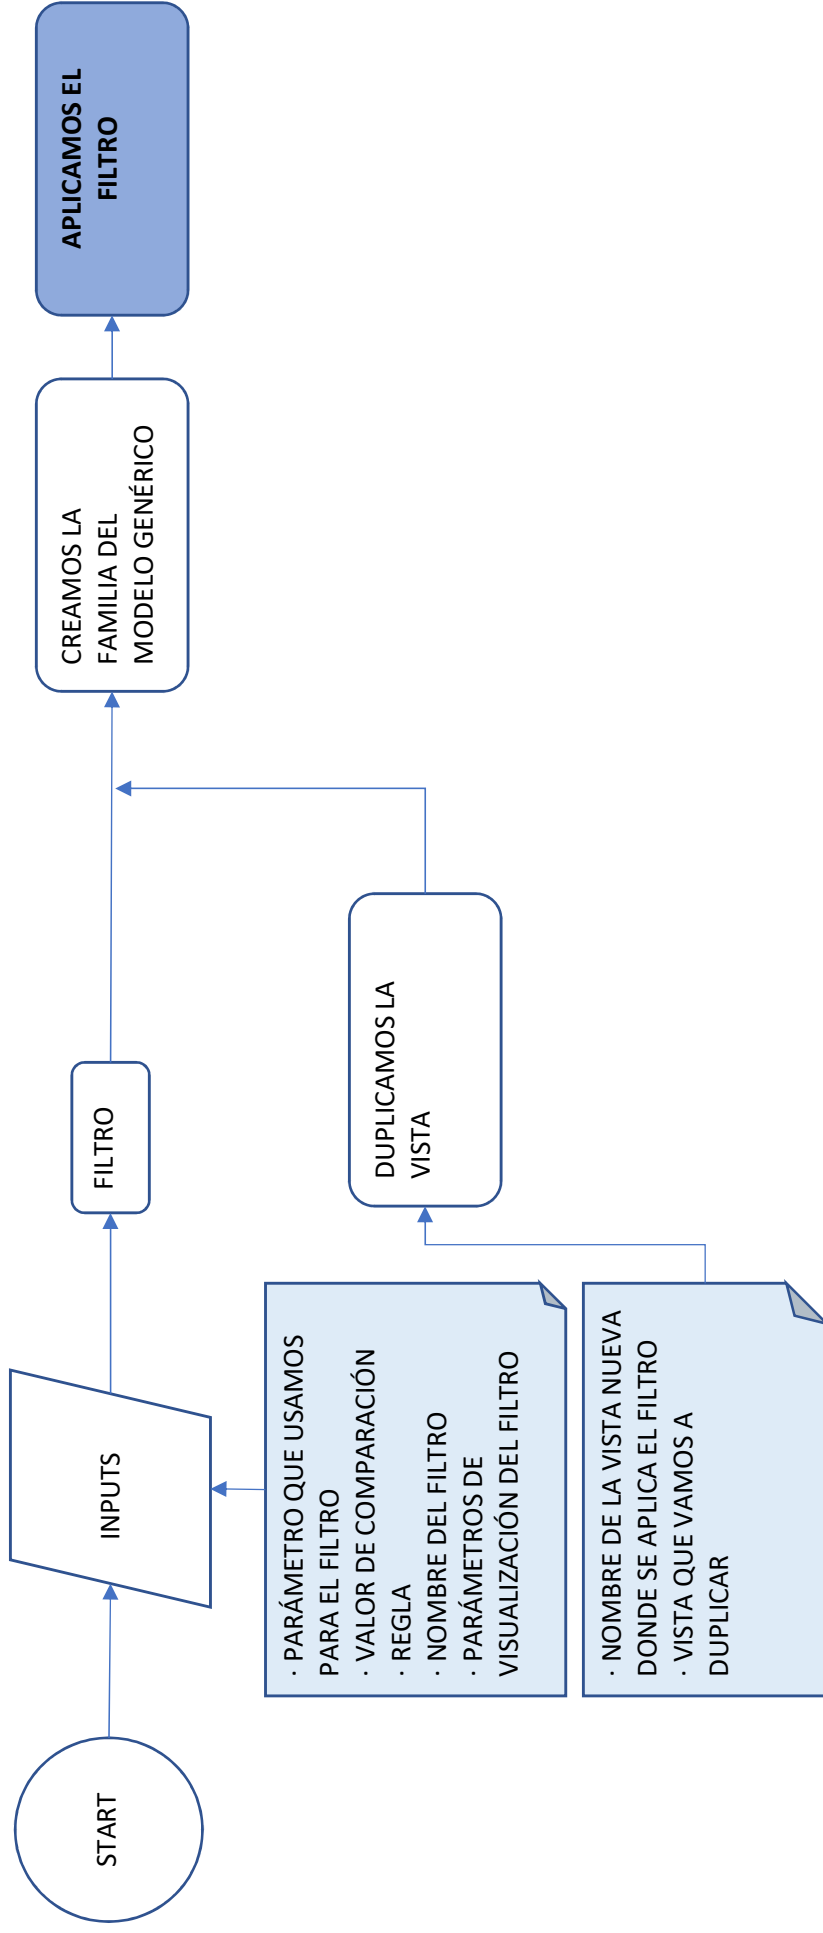 START
INPUTS
FILTRO
CREAMOS LA
FAMILIA DEL
MODELO GENÉRICO
APLICAMOS EL
FILTRO
· PARÁMETRO QUE USAMOS
PARA EL FILTRO
· VALOR DE COMPARACIÓN
· REGLA
· NOMBRE DEL FILTRO
· PARÁMETROS DE
VISUALIZACIÓN DEL FILTRO
DUPLICAMOS LA
VISTA
· NOMBRE DE LA VISTA NUEVA
DONDE SE APLICA EL FILTRO
· VISTA QUE VAMOS A
DUPLICAR